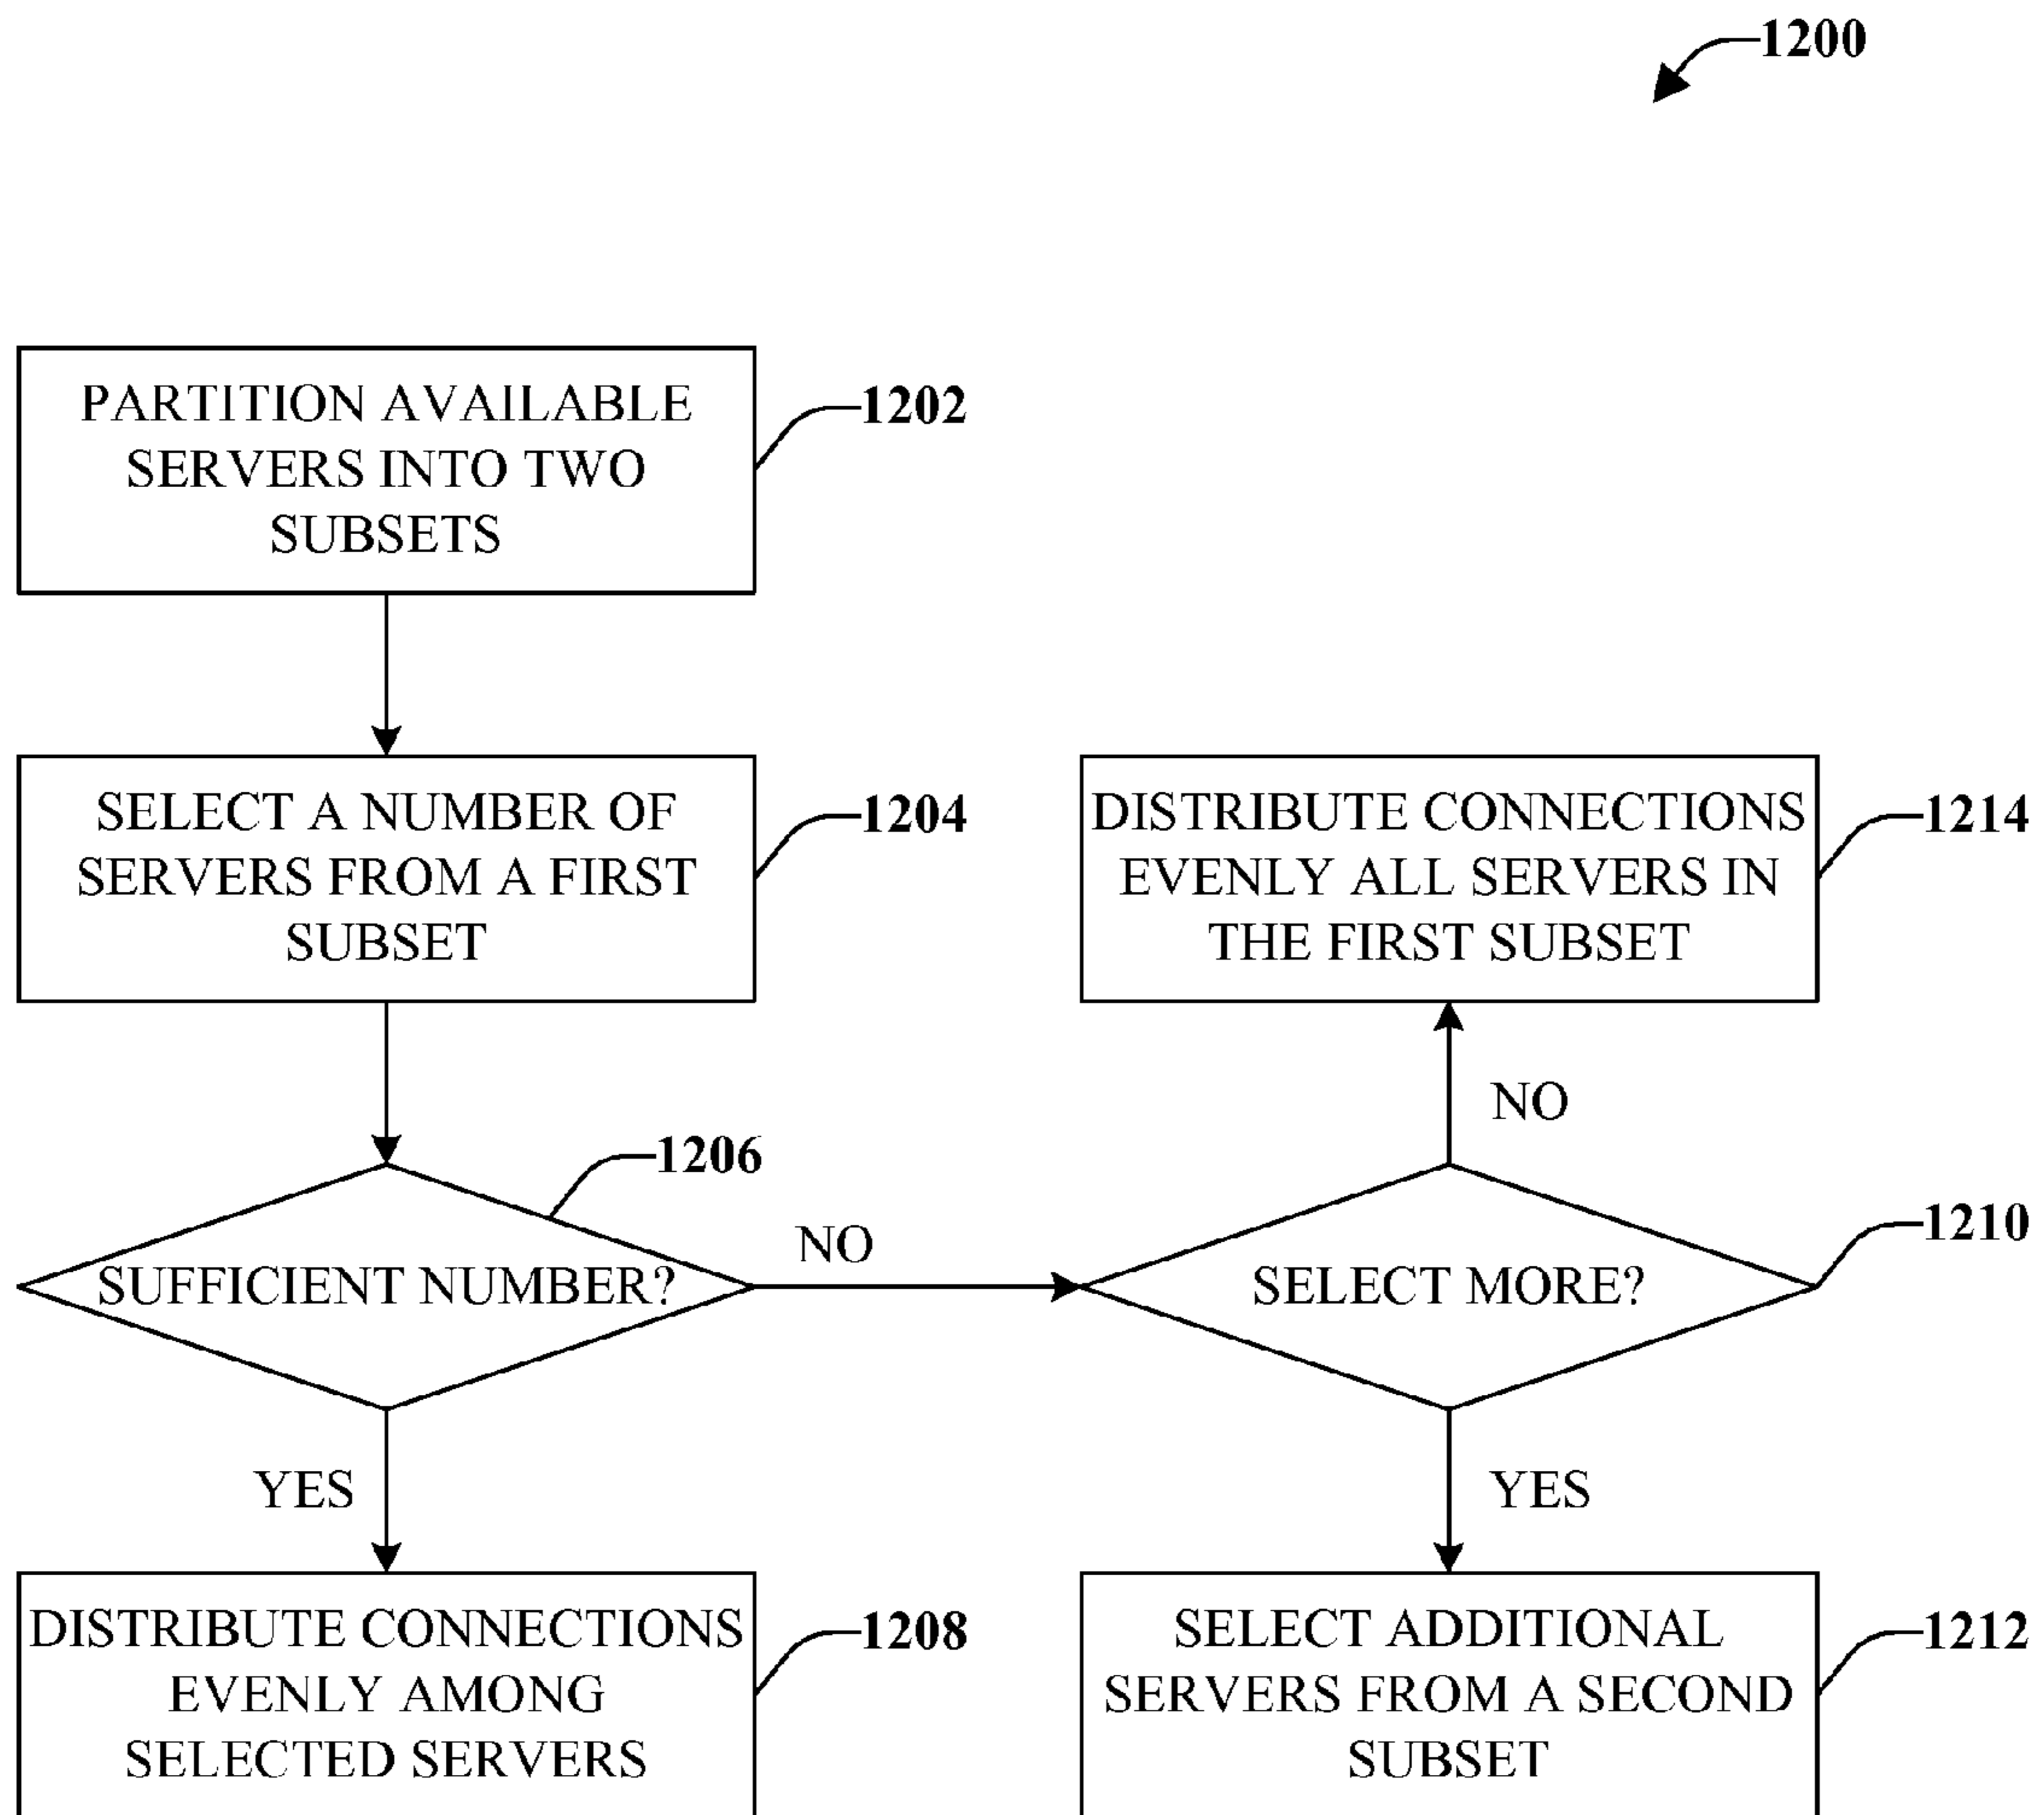 1200
PARTITION AVAILABLE
SERVERS INTO TWO
SUBSETS
1202
SELECT A NUMBER OF
SERVERS FROM A FIRST
SUBSET
1204
DISTRIBUTE CONNECTIONS
EVENLY ALL SERVERS IN
THE FIRST SUBSET
1214
NO
1206
SUFFICIENT NUMBER?
NO
SELECT MORE?
1210
YES
YES
DISTRIBUTE CONNECTIONS
EVENLY AMONG
SELECTED SERVERS
1208
SELECT ADDITIONAL
SERVERS FROM A SECOND
SUBSET
1212